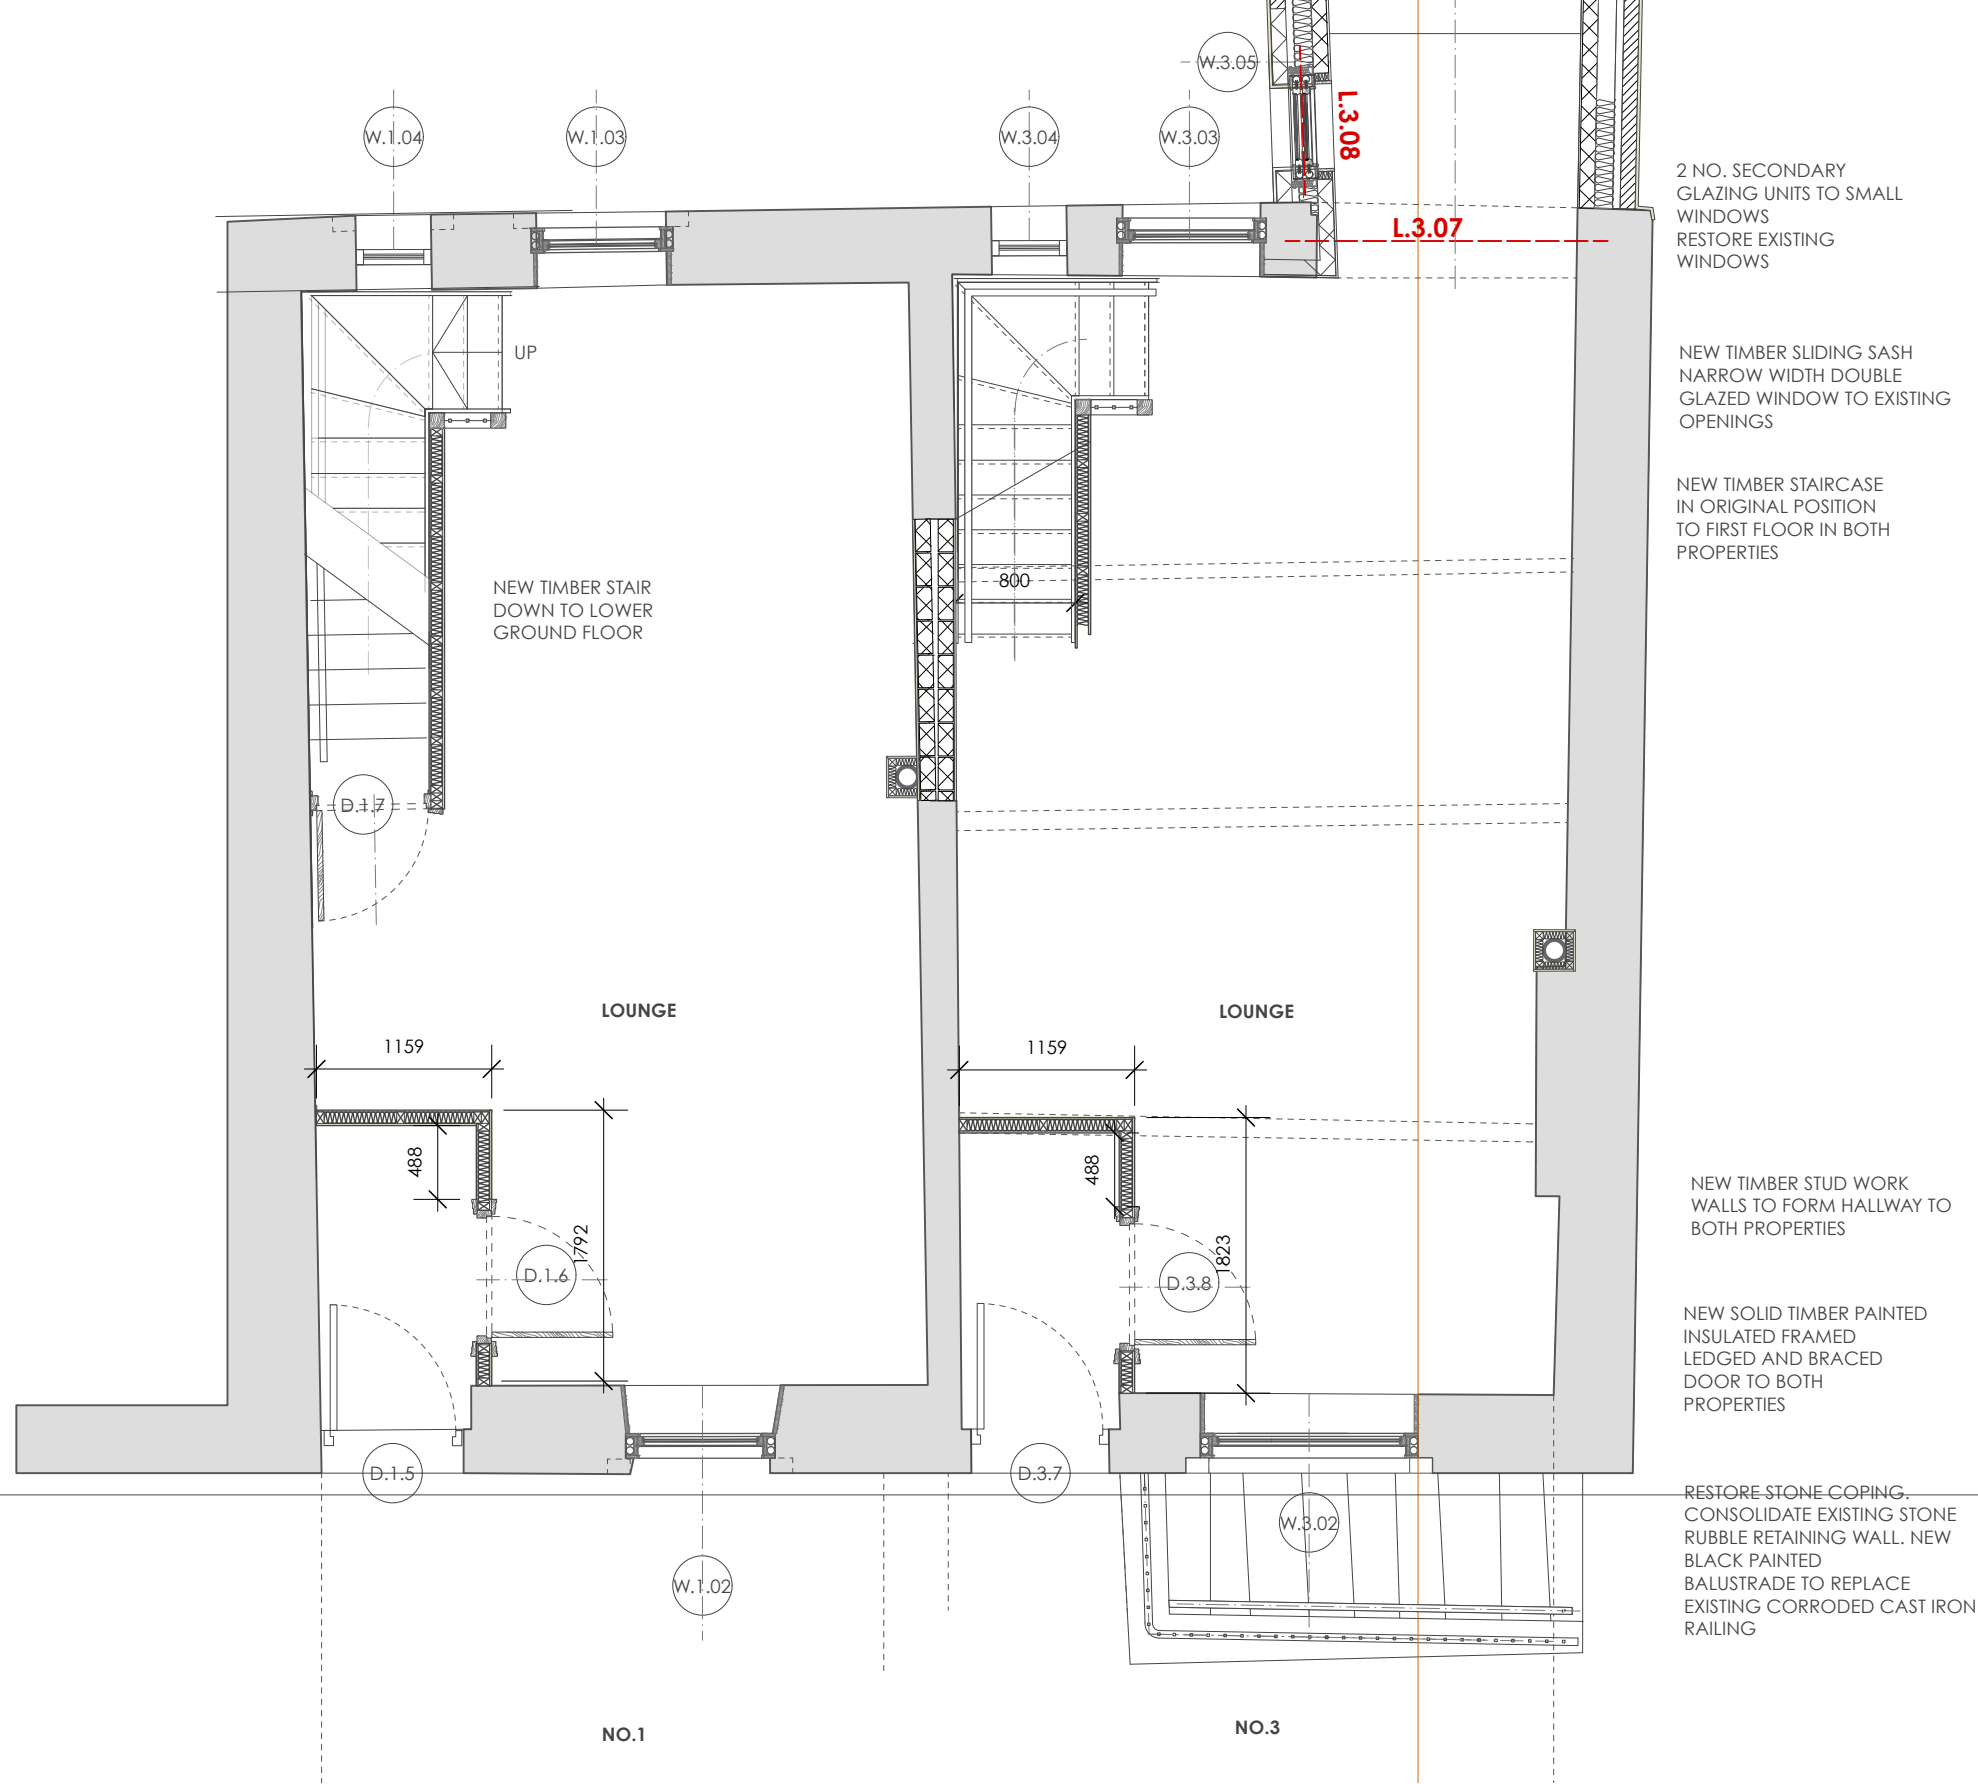 W.3.05
W.1.04
W.1.03
W.3.04
W.3.03
L.3.08
L.3.07
2 NO. SECONDARY
GLAZING UNITS TO SMALL
WINDOWS
RESTORE EXISTING
WINDOWS
UP
NEW TIMBER SLIDING SASH
NARROW WIDTH DOUBLE
GLAZED WINDOW TO EXISTING
OPENINGS
NEW TIMBER STAIRCASE
IN ORIGINAL POSITION
TO FIRST FLOOR IN BOTH
PROPERTIES
NEW TIMBER STAIR
DOWN TO LOWER
GROUND FLOOR
800
D.1.7
LOUNGE
LOUNGE
1159
1159
488
488
1792
1823
D.1.6
D.3.8
NEW TIMBER STUD WORK
WALLS TO FORM HALLWAY TO
BOTH PROPERTIES
NEW SOLID TIMBER PAINTED
INSULATED FRAMED
LEDGED AND BRACED
DOOR TO BOTH
PROPERTIES
D.1.5
D.3.7
RESTORE STONE COPING.
CONSOLIDATE EXISTING STONE
RUBBLE RETAINING WALL. NEW
BLACK PAINTED
BALUSTRADE TO REPLACE
EXISTING CORRODED CAST IRON
RAILING
W.3.02
W.1.02
NO.1
NO.3